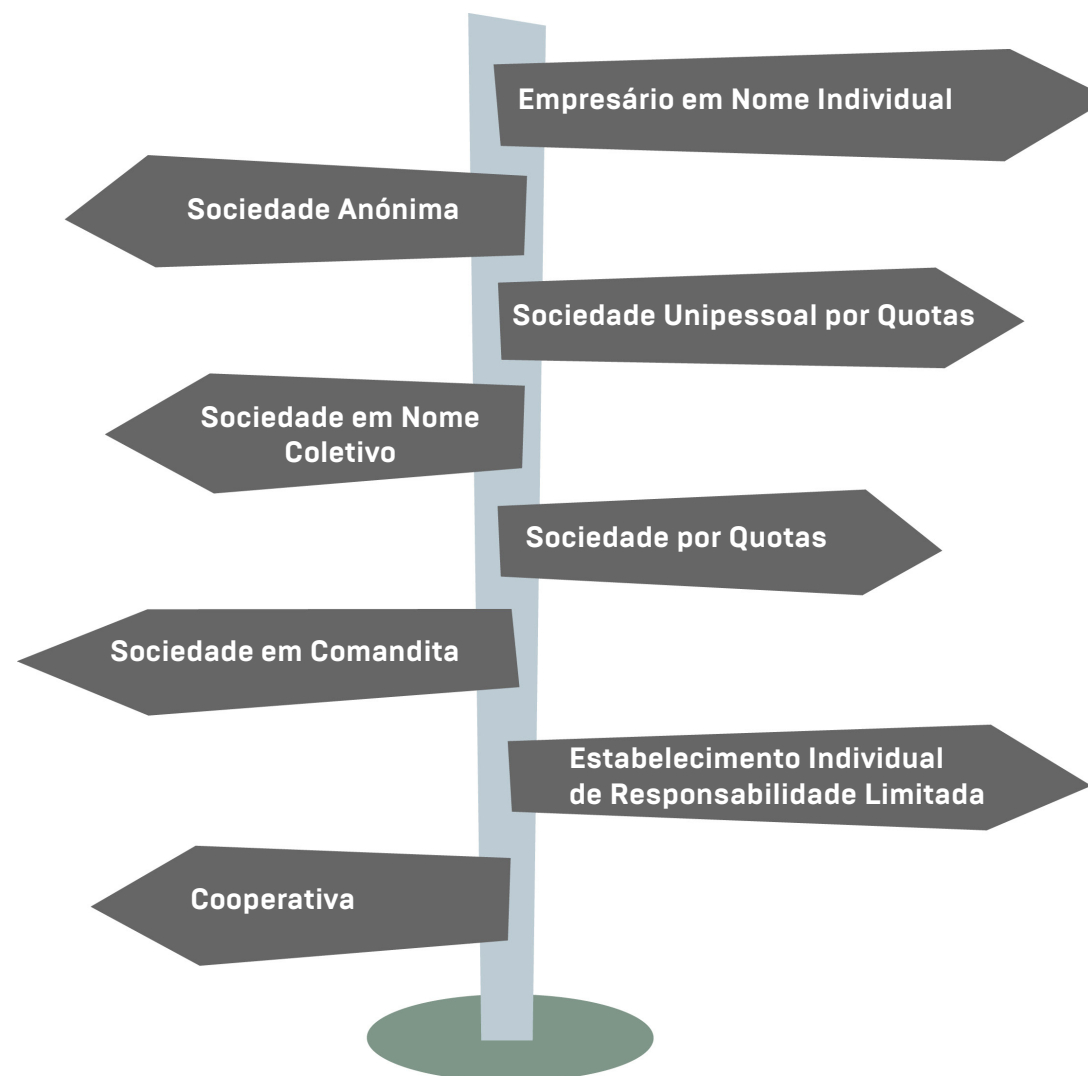 Empresário em Nome Individual
Sociedade Anónima
Sociedade Unipessoal por Quotas
Sociedade em Nome
Coletivo
Sociedade por Quotas
Sociedade em Comandita
Estabelecimento Individual
de Responsabilidade Limitada
Cooperativa